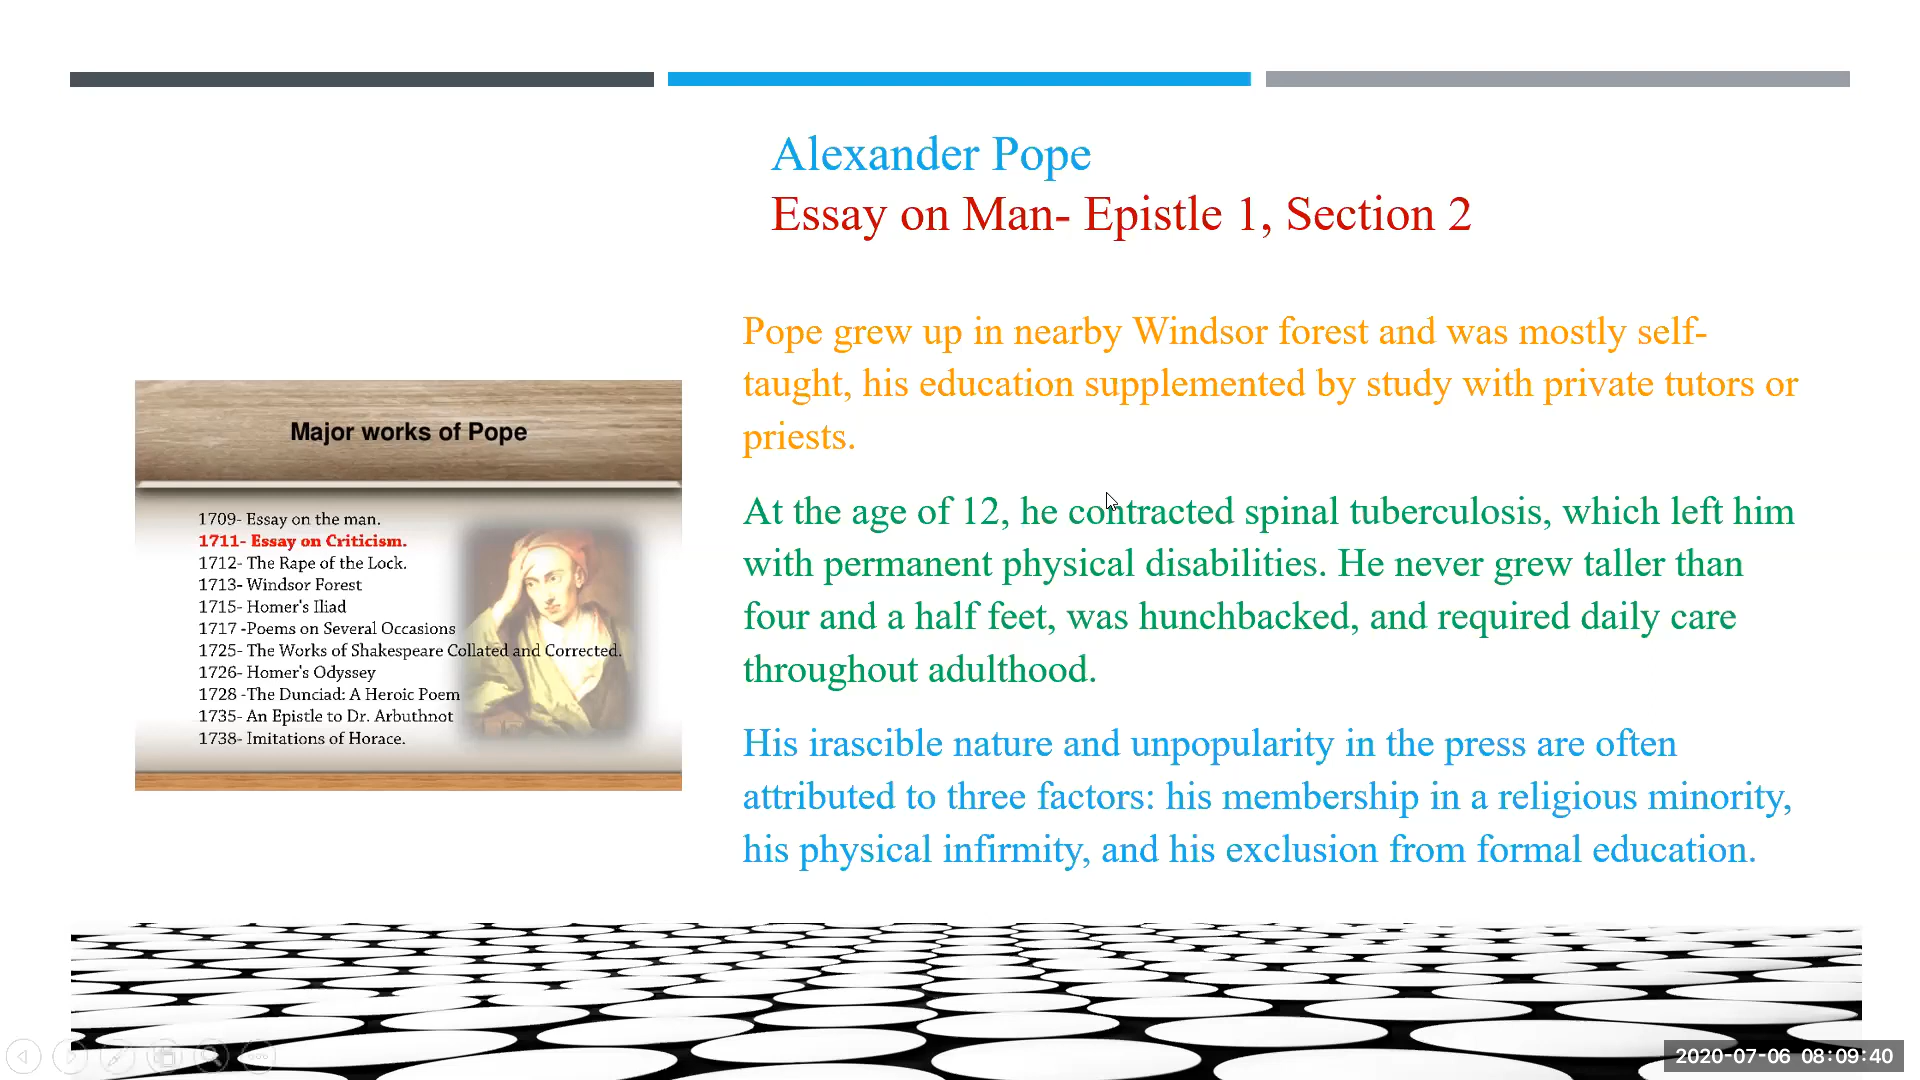 Alexander Pope
Essay on Man- Epistle 1, Section 2
Major works of Pope
1709- Essay on the man.
1711- Essay on Criticism.
1712- The Rape of the Lock.
1713- Windsor Forest
1715- Homer's Iliad
1717 -Poems on Several Occasions
1725- The Works of Shakespeare Collated and Corrected.
1726- Homer's Odyssey
1728 -The Dunciad: A Heroic Poem
1735- An Epistle to Dr. Arbuthnot
1738- Imitations of Horace.
Pope grew up in nearby Windsor forest and was mostly self-
taught, his education supplemented by study with private tutors or
priests.
At the age of 12, he contracted spinal tuberculosis, which left him
with permanent physical disabilities. He never grew taller than
four and a half feet, was hunchbacked, and required daily care
throughout adulthood.
His irascible nature and unpopularity in the press are often
attributed to three factors: his membership in a religious minority,
his physical infirmity, and his exclusion from formal education.
2020-07-06 08:09:40